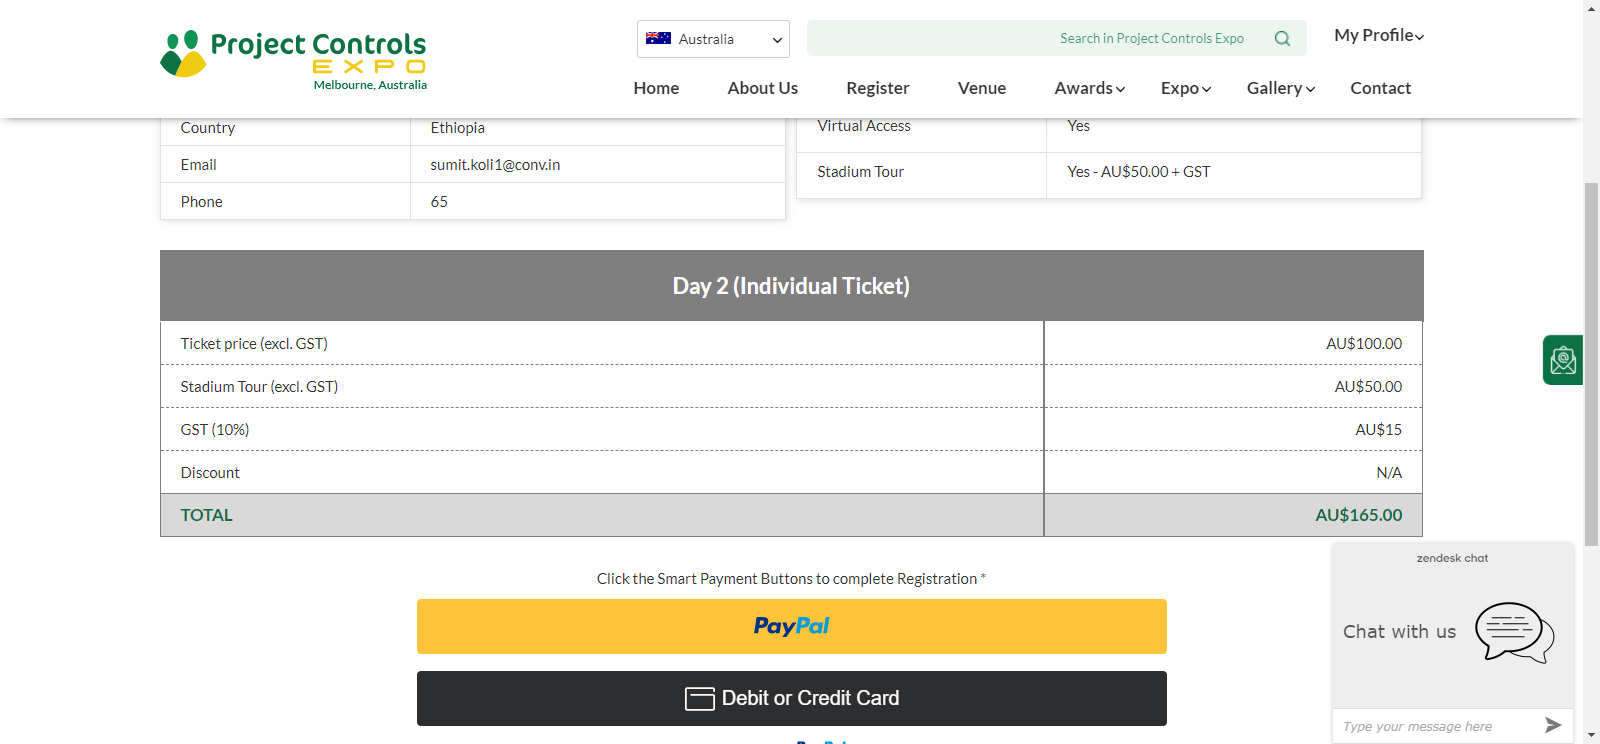 Project Controls
EXPO
Melbourne, Australia
Australia
Search in Project Controls Expo
My Profile
Home
About Us
Register
Venue
Awards
Expo
Gallery
Contact
Country Ethiopia
Email sumit.koli1@conv.in
Phone 65
Virtual Access Yes
Stadium Tour Yes - AU$50.00 + GST
Day 2 (Individual Ticket)
Ticket price (excl. GST) AU$100.00
Stadium Tour (excl. GST) AU$50.00
GST (10%) AU$15
Discount N/A
TOTAL AU$165.00
Click the Smart Payment Buttons to complete Registration *
PayPal
Debit or Credit Card
zendesk chat
Chat with us
Type your message here